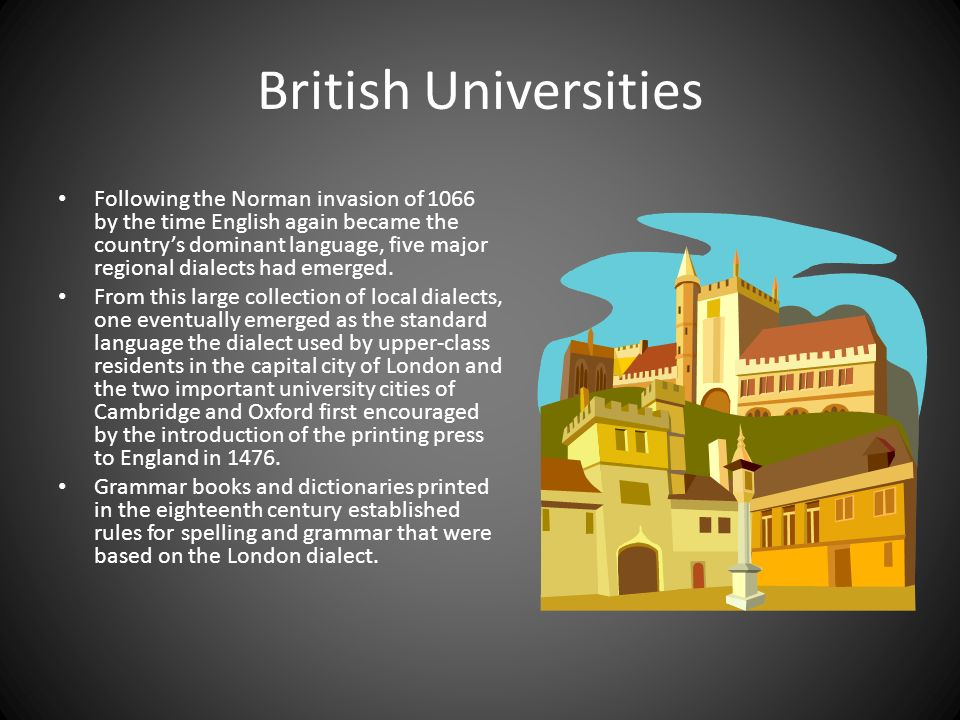 British Universities
• Following the Norman invasion of 1066
by the time English again became the
country’s dominant language, five major
regional dialects had emerged.
• From this large collection of local dialects,
one eventually emerged as the standard
language the dialect used by upper-class
residents in the capital city of London and
the two important university cities of
Cambridge and Oxford first encouraged
by the introduction of the printing press
to England in 1476.
• Grammar books and dictionaries printed
in the eighteenth century established
rules for spelling and grammar that were
based on the London dialect.